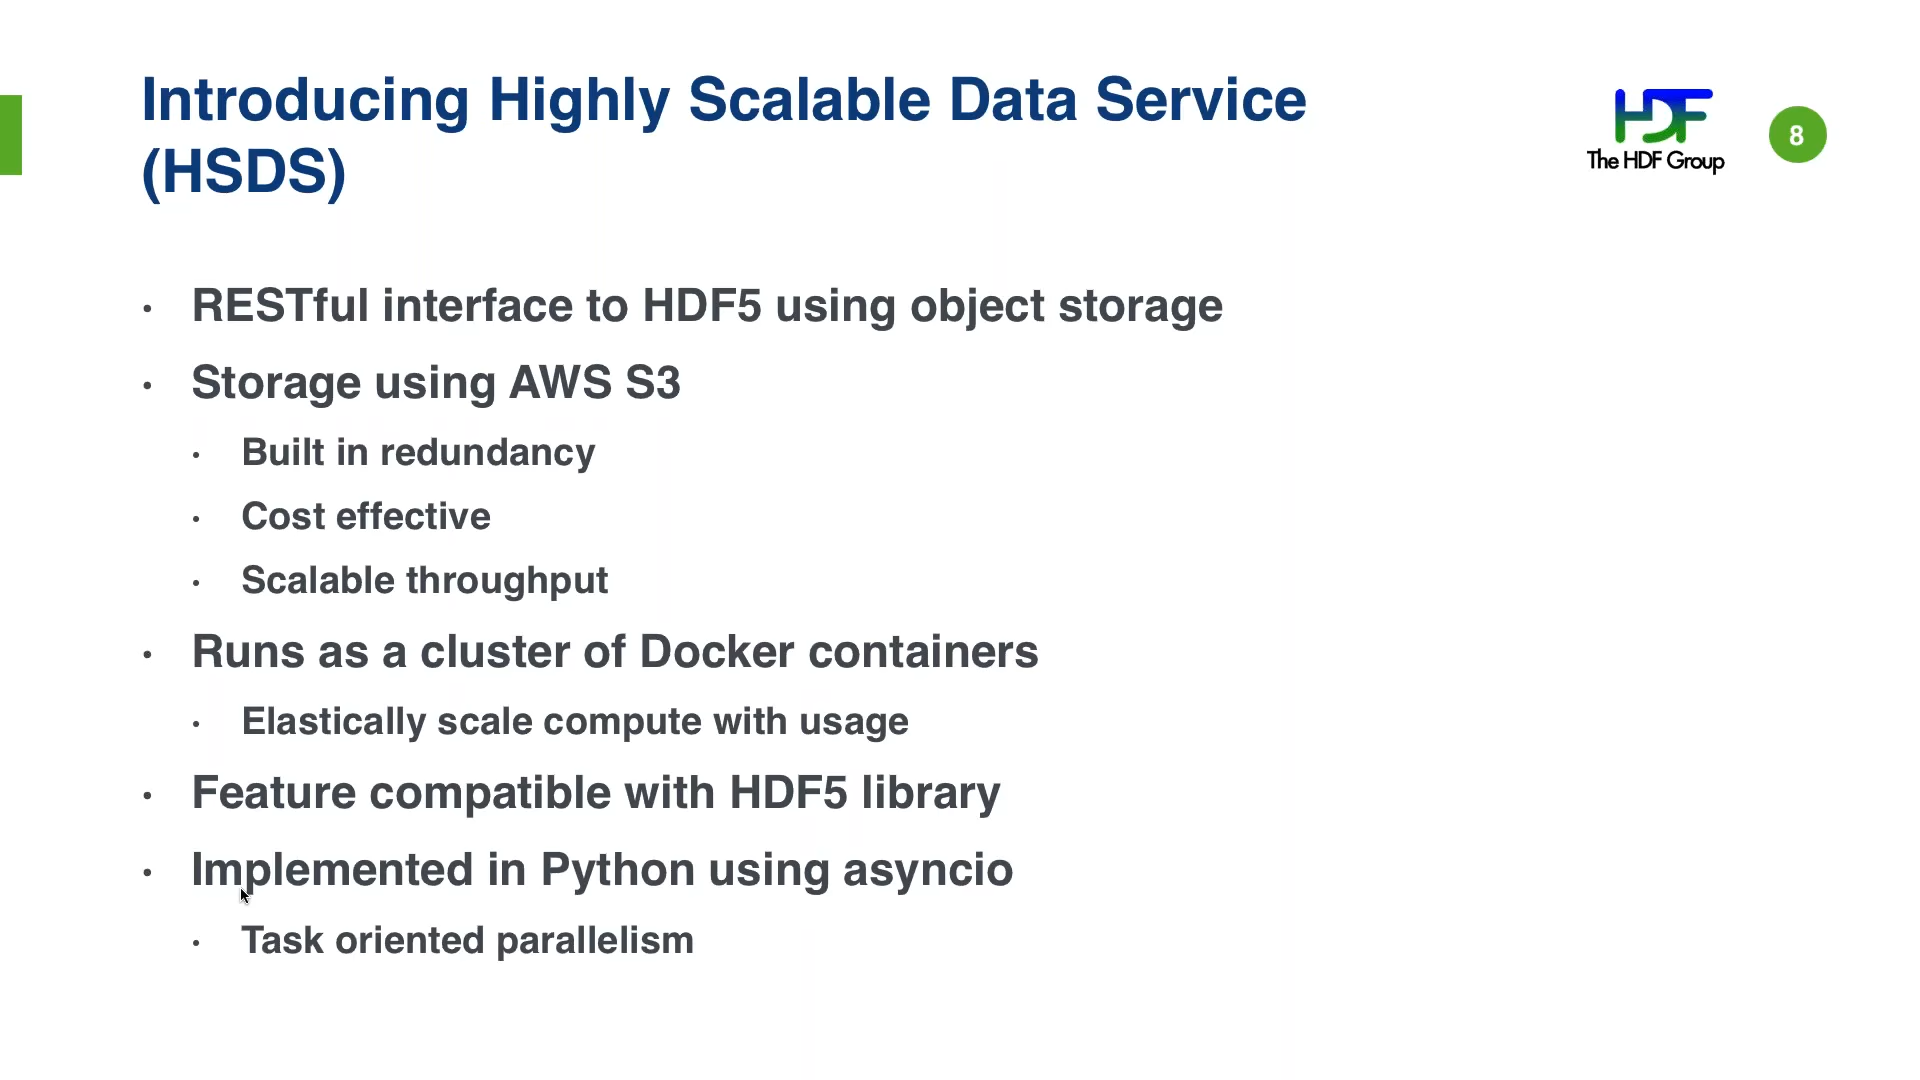 Introducing Highly Scalable Data Service
(HSDS)
HDF
The HDF Group
8
• RESTful interface to HDF5 using object storage
• Storage using AWS S3
• Built in redundancy
• Cost effective
• Scalable throughput
• Runs as a cluster of Docker containers
• Elastically scale compute with usage
• Feature compatible with HDF5 library
• Implemented in Python using asyncio
• Task oriented parallelism